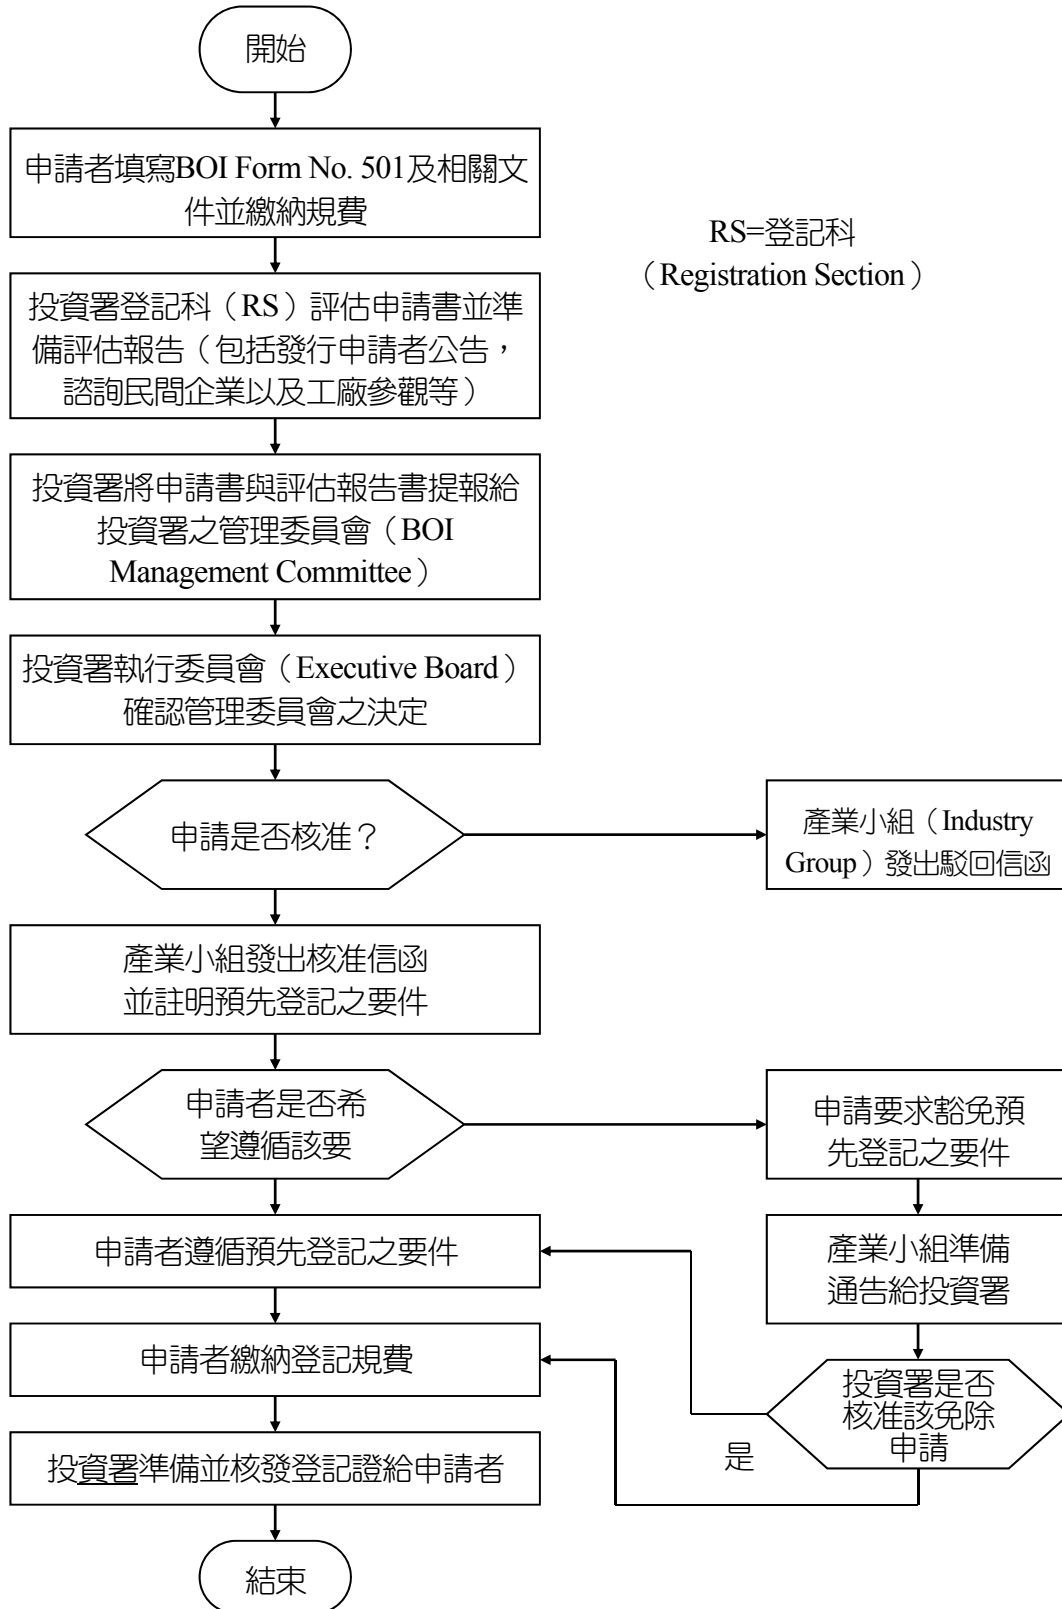 開始
申請者填寫BOI Form No. 501及相關文
件並繳納規費
RS=登記科
（Registration Section）
投資署登記科（RS）評估申請書並準
備評估報告（包括發行申請者公告，
諮詢民間企業以及工廠參觀等）
投資署將申請書與評估報告書提報給
投資署之管理委員會（BOI
Management Committee）
投資署執行委員會（Executive Board）
確認管理委員會之決定
申請是否核准？
產業小組（Industry
Group）發出駁回信函
產業小組發出核准信函
並註明預先登記之要件
申請者是否希
望遵循該要
申請要求豁免預
先登記之要件
申請者遵循預先登記之要件
產業小組準備
通告給投資署
申請者繳納登記規費
投資署是否
核准該免除
申請
是
投資署準備並核發登記證給申請者
結束